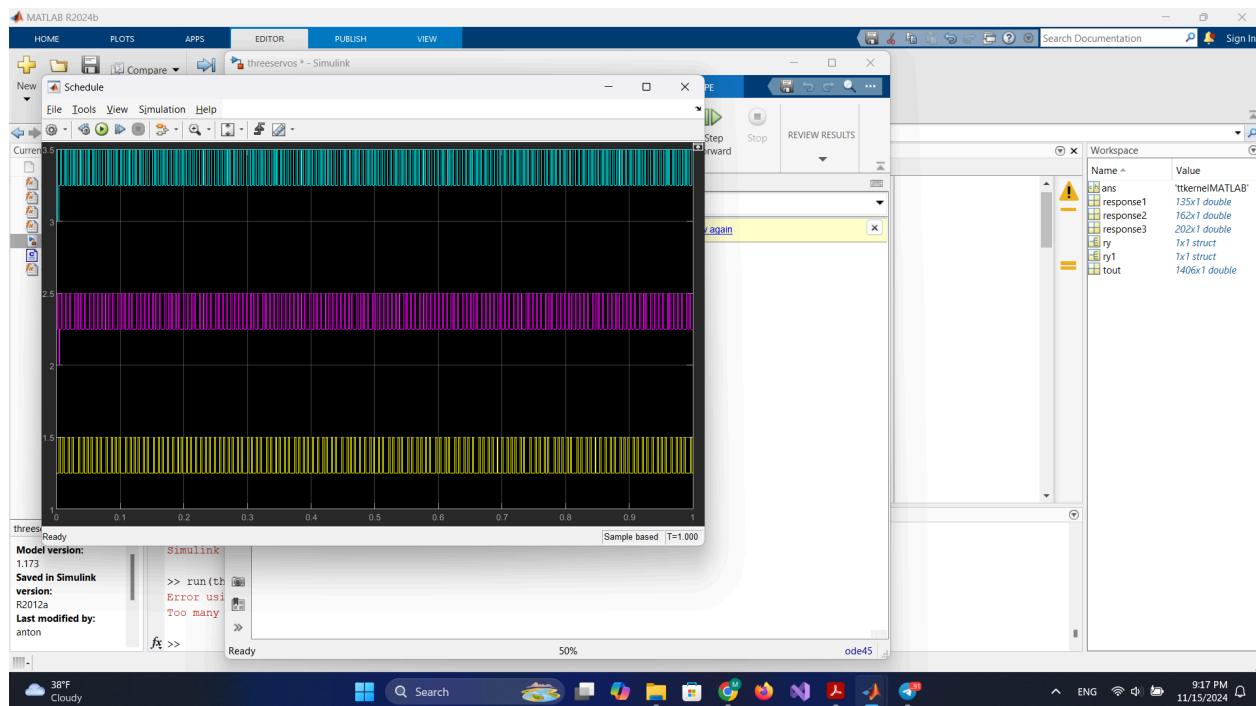 MATLAB R2024b
HOME PLOTS APPS EDITOR PUBLISH VIEW Search Documentation Sign In
New Compare
threeservos * - Simulink
Schedule
File Tools View Simulation Help
Step Stop REVIEW RESULTS
orward
Curren
3.5
3
2.5
2
1.5
1
0 0.1 0.2 0.3 0.4 0.5 0.6 0.7 0.8 0.9 1
Ready Sample based T=1.000
again
Workspace
Name Value
ans 'ttkernelMATLAB'
response1 135x1 double
response2 162x1 double
response3 202x1 double
ry 1x1 struct
ry1 1x1 struct
tout 1406x1 double
threes
Model version:
1.173
Saved in Simulink
version:
R2012a
Last modified by:
anton
Simulink
>> run(th
Error usi
Too many
fx >>
Ready 50% ode45
38°F
Cloudy
Search
91
ENG
9:17 PM
11/15/2024